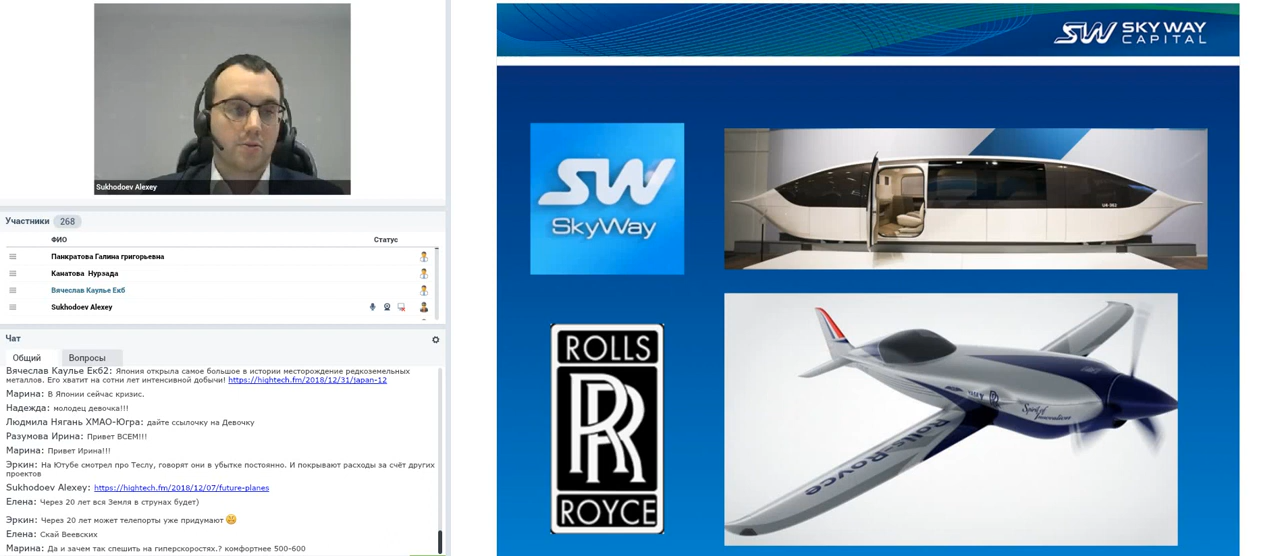 Sukhodoev Alexey
Участники 268
ФИО Статус
Панкратова Галина григорьевна
Канатова Нурзада
Вячеслав Каулье Екб
Sukhodoev Alexey
Чат
Общий Вопросы
Вячеслав Каулье Екб2: Япония открыла самое большое в истории месторождение редкоземельных
металлов. Его хватит на сотни лет интенсивной добычи! https://hightech.fm/2018/12/31/japan-12
Марина: В Японии сейчас кризис.
Надежда: молодец девочка!!!
Людмила Нягань ХМАО-Югра: дайте ссылочку на Девочку
Разумова Ирина: Привет ВСЕМ!!!
Марина: Привет Ирина!!!
Эркин: На Ютубе смотрел про Теслу, говорят они в убытке постоянно. И покрывают расходы за счёт других
проектов
Sukhodoev Alexey: https://hightech.fm/2018/12/07/future-planes
Елена: Через 20 лет вся Земля в струнах будет)
Эркин: Через 20 лет может телепорты уже придумают
Елена: Скай Веевских
Марина: Да и зачем так спешить на гиперскоростях.? комфортнее 500-600
SW SKY WAY
CAPITAL
SW
SkyWay
ROLLS
RR
ROYCE
Spirit of
Innovation
Rolls-Royce